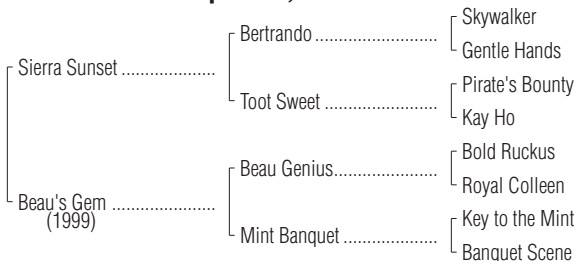 Skywalker
Bertrando ....................
Gentle Hands
Sierra Sunset ....................
Pirate's Bounty
Toot Sweet ........................
Kay Ho
Bold Ruckus
Beau Genius......................
Royal Colleen
Beau's Gem ......................
(1999)
Key to the Mint
Mint Banquet ....................
Banquet Scene